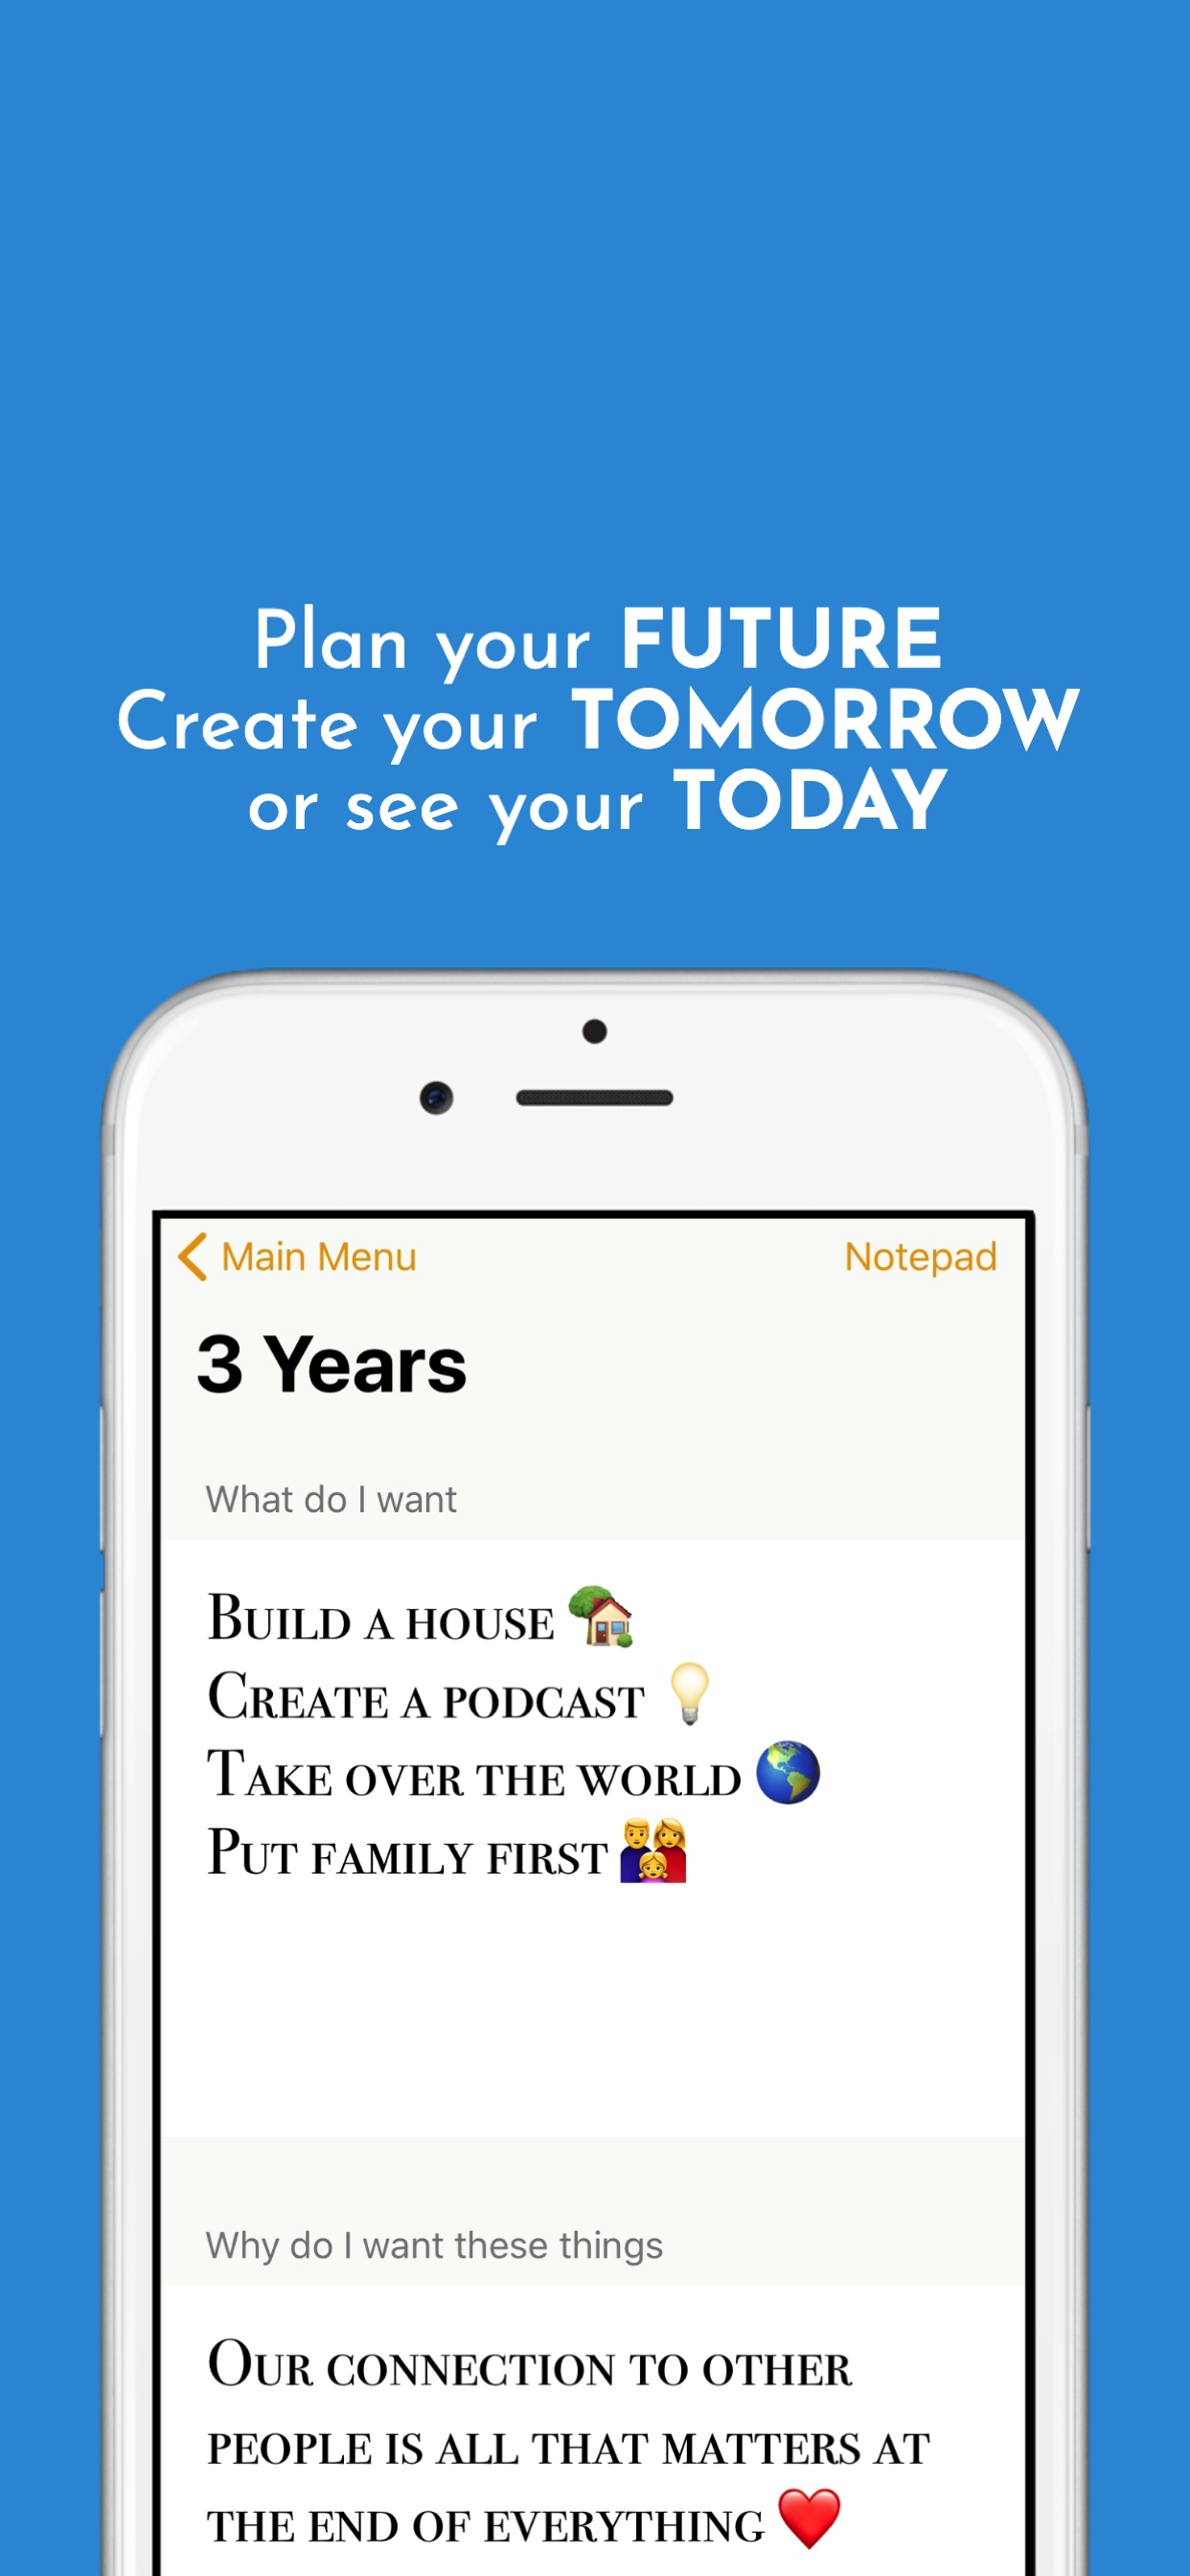 Plan your FUTURE
Create your TOMORROW
or see your TODAY
Main Menu
Notepad
3 Years
What do I want
Build a house 🏡
Create a podcast 💡
Take over the world 🌎
Put family first 👨‍👩‍👧
Why do I want these things
Our connection to other
people is all that matters at
the end of everything ❤️